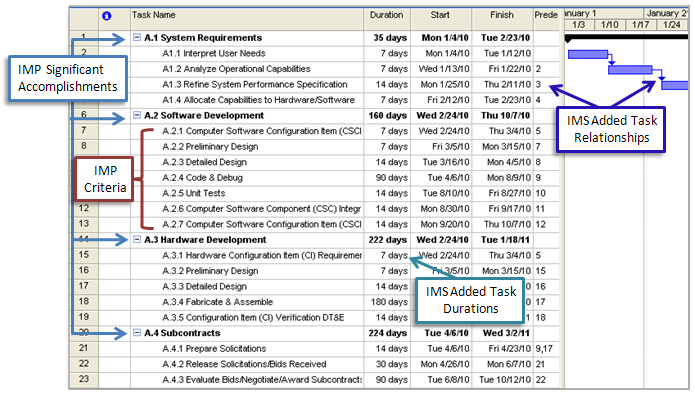 Task Name Duration Start Finish Prede anuary 1 January 21
1/3 1/10 1/17 1/24
1 A.1 System Requirements 35 days Mon 1/4/10 Tue 2/23/10
2 A1.1 Interpret User Needs 7 days Mon 1/4/10 Tue 1/12/10
A1.2 Analyze Operational Capabilities 7 days Wed 1/13/10 Fri 1/22/10 2
A1.3 Refine System Performance Specification 14 days Mon 1/25/10 Thu 2/11/10 3
A1.4 Allocate Capabilities to Hardware/Software 7 days Fri 2/12/10 Tue 2/23/10 4
6 A.2 Software Development 160 days Wed 2/24/10 Thu 10/7/10
7 A.2.1 Computer Software Configuration Item (CSCI 7 days Wed 2/24/10 Thu 3/4/10 5
8 A.2.2 Preliminary Design 7 days Fri 3/5/10 Mon 3/15/10 7
A.2.3 Detailed Design 14 days Tue 3/16/10 Mon 4/5/10 8
A.2.4 Code & Debug 90 days Tue 4/6/10 Mon 8/9/10 9
A.2.5 Unit Tests 14 days Tue 8/10/10 Fri 8/27/10 10
12 A.2.6 Computer Software Component (CSC) Integr 14 days Mon 8/30/10 Fri 9/17/10 11
13 A.2.7 Computer Software Configuration Item (CSCI 14 days Mon 9/20/10 Thu 10/7/10 12
14 A.3 Hardware Development 222 days Wed 2/24/10 Tue 1/18/11
15 A.3.1 Hardware Configuration Item (CI) Requiremer 7 days Wed 2/24/10 Thu 3/4/10 5
16 A.3.2 Preliminary Design 7 days Fri 3/5/10 Mon 3/15/10 15
17 A.3.3 Detailed Design 14 days 16
18 A.3.4 Fabricate & Assemble 180 days 17
19 A.3.5 Configuration Item (CI) Verification DT&E 14 days 18
20 A.4 Subcontracts 224 days Tue 4/6/10 Wed 3/2/11
21 A.4.1 Prepare Solicitations 14 days Tue 4/6/10 Fri 4/23/10 9,17
22 A.4.2 Release Solicitations/Bids Received 30 days Mon 4/26/10 Mon 6/7/10 21
23 A.4.3 Evaluate Bids/Negotiate/Award Subcontracts 90 days Tue 6/8/10 Tue 10/12/10 22
IMP Significant
Accomplishments
IMP
Criteria
IMS Added Task
Relationships
IMS Added Task
Durations